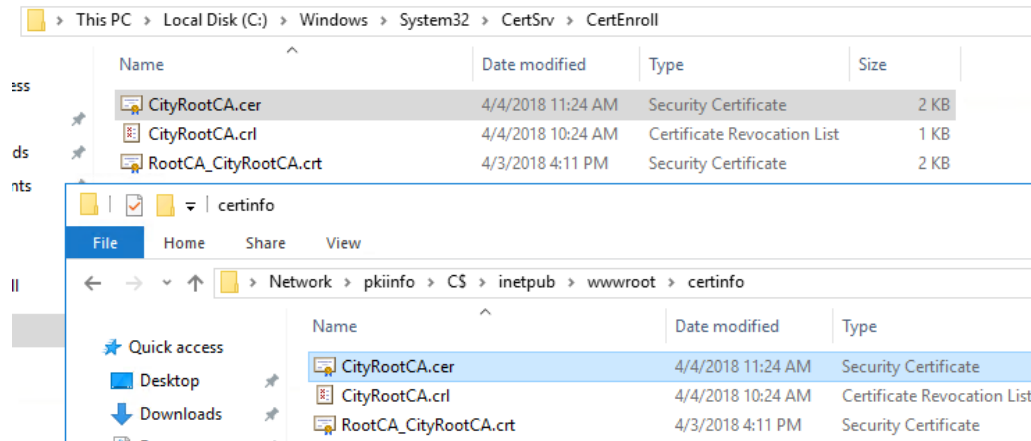 This PC > Local Disk (C:) > Windows > System32 > CertSrv > CertEnroll
Name Date modified Type Size
ess
CityRootCA.cer 4/4/2018 11:24 AM Security Certificate 2 KB
CityRootCA.crl 4/4/2018 10:24 AM Certificate Revocation List 1 KB
ds RootCA_CityRootCA.crt 4/3/2018 4:11 PM Security Certificate 2 KB
nts
certinfo
File Home Share View
ll
Network > pkiinfo > C$ > inetpub > wwwroot > certinfo
Name Date modified Type
Quick access
CityRootCA.cer 4/4/2018 11:24 AM Security Certificate
Desktop
CityRootCA.crl 4/4/2018 10:24 AM Certificate Revocation List
Downloads
RootCA_CityRootCA.crt 4/3/2018 4:11 PM Security Certificate